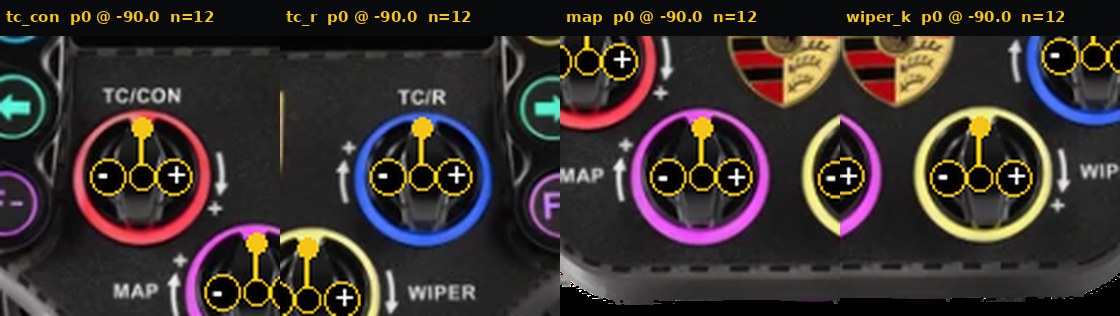 tc_con p0 @ -90.0 n=12
tc_r p0 @ -90.0 n=12
map p0 @ -90.0 n=12
wiper_k p0 @ -90.0 n=12
TC/CON
- +
+
F-
MAP
+
-
TC/R
+
- +
F
WIPER
+
+
+
MAP
+
- +
- +
- +
WIP
+
-